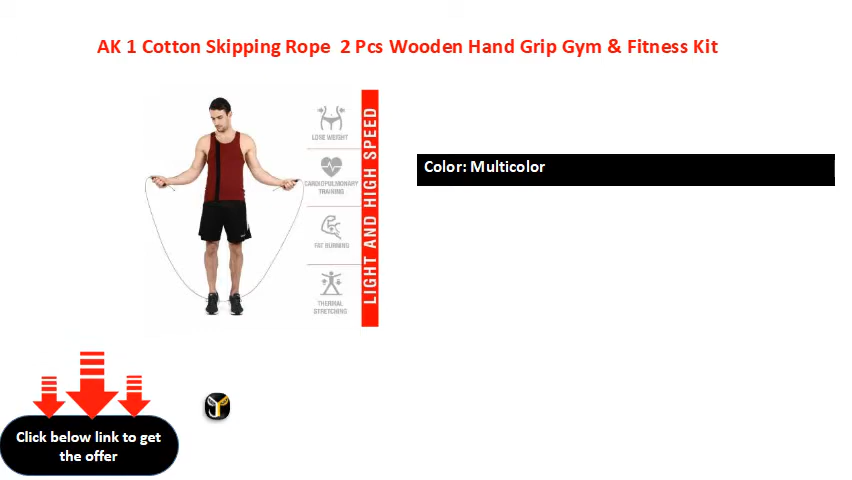 AK 1 Cotton Skipping Rope  2 Pcs Wooden Hand Grip Gym & Fitness Kit
LOSE WEIGHT
CARDIOPULMONARY
TRAINING
FAT BURNING
THERMAL
STRETCHING
LIGHT AND HIGH SPEED
Color: Multicolor
Click below link to get
the offer